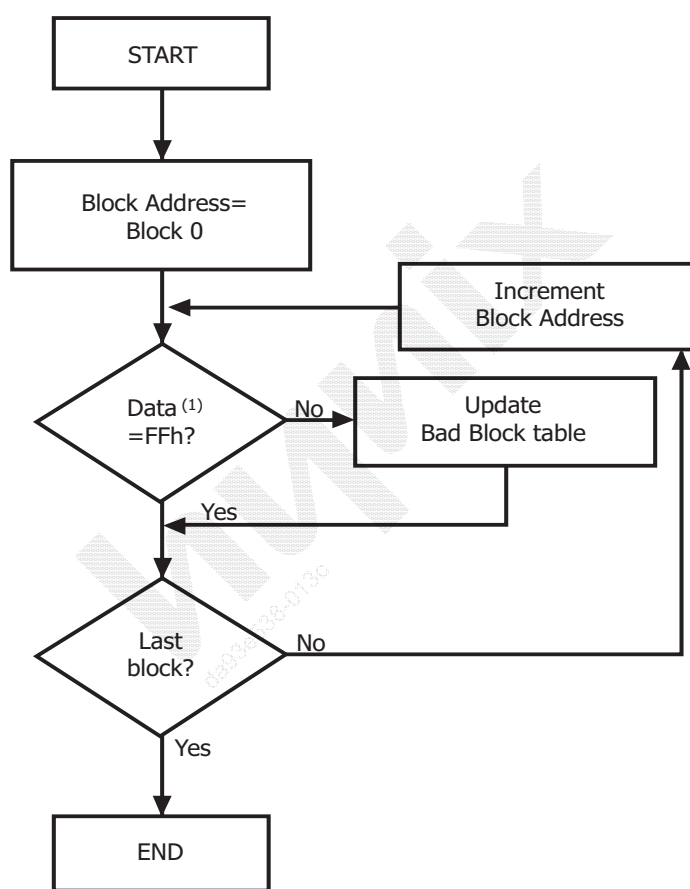 START
Block Address=
Block 0
Increment
Block Address
Data (1)
=FFh?
No
Update
Bad Block table
Yes
Last
block?
No
Yes
END
hynix